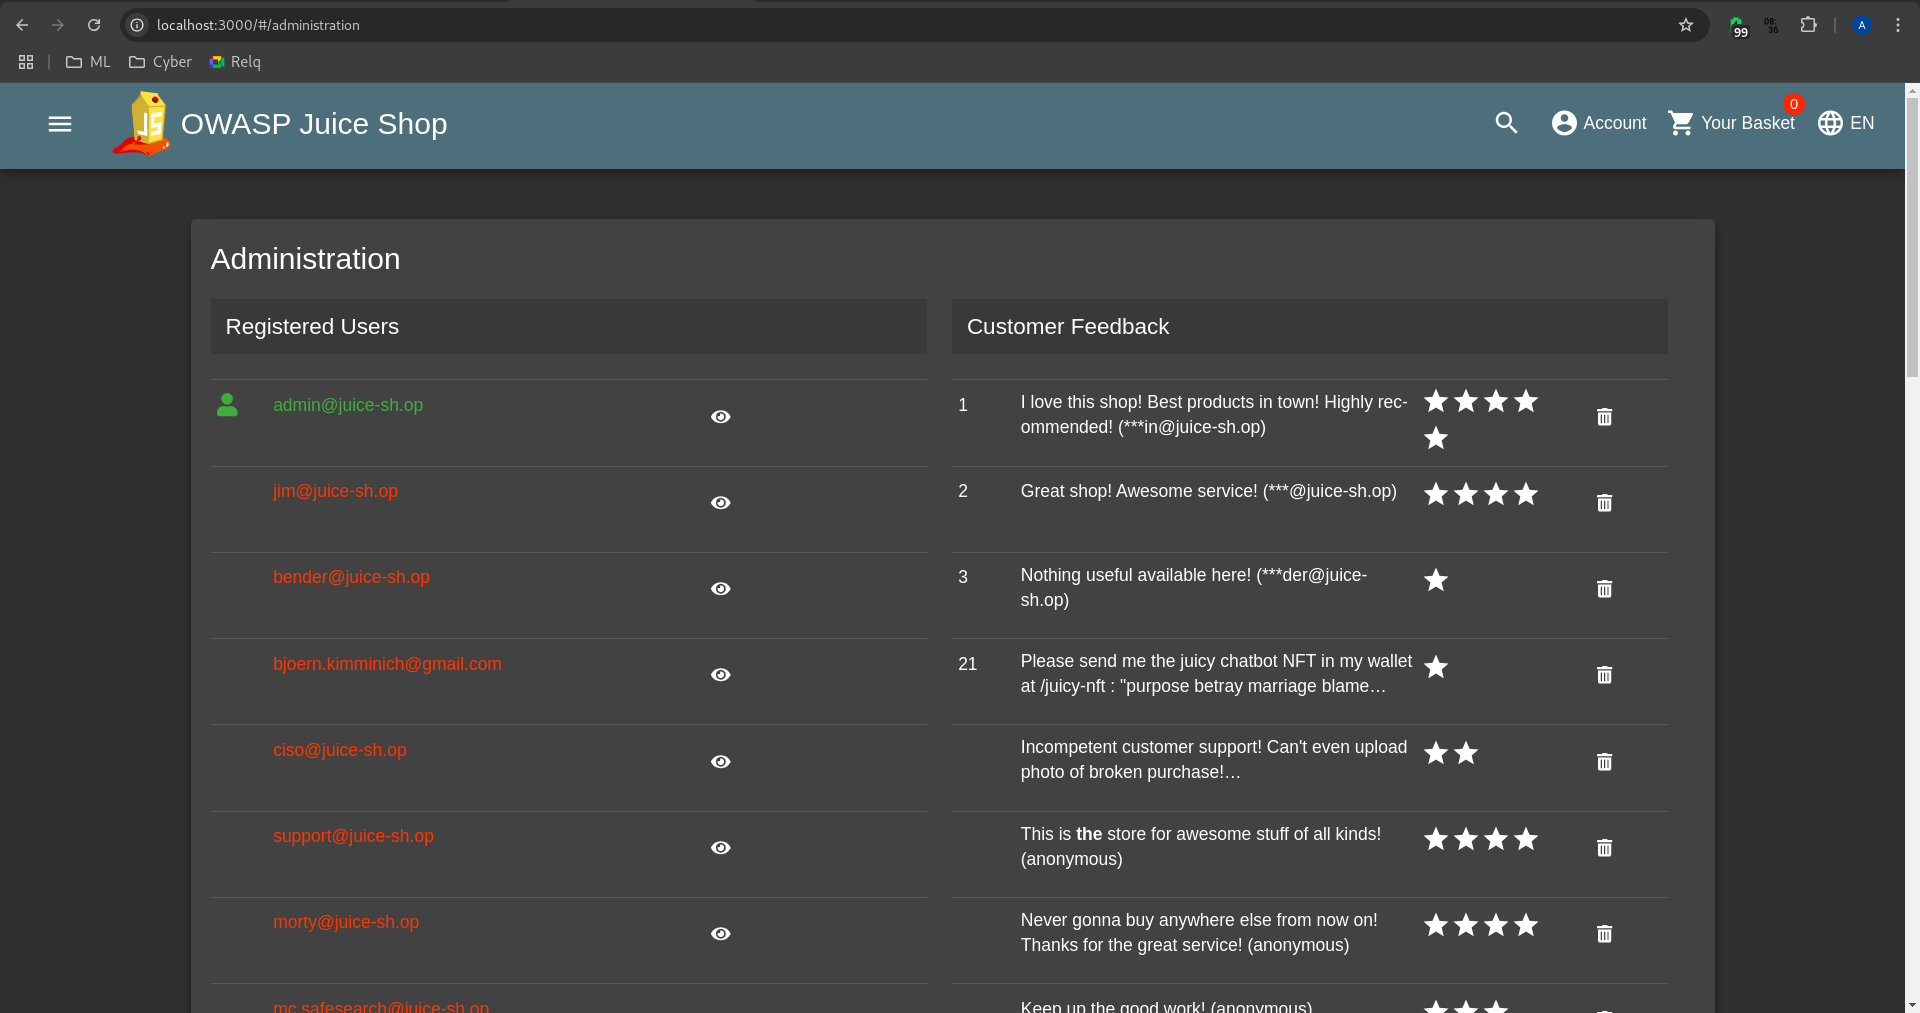 localhost:3000/#/administration
99
08:
36
A
ML
Cyber
Relq
OWASP Juice Shop
Account
0
Your Basket
EN
Administration
Registered Users
Customer Feedback
admin@juice-sh.op
1
I love this shop! Best products in town! Highly rec-
ommended! (***in@juice-sh.op)
jim@juice-sh.op
2
Great shop! Awesome service! (***@juice-sh.op)
bender@juice-sh.op
3
Nothing useful available here! (***der@juice-
sh.op)
bjoern.kimminich@gmail.com
21
Please send me the juicy chatbot NFT in my wallet
at /juicy-nft : "purpose betray marriage blame…
ciso@juice-sh.op
Incompetent customer support! Can't even upload
photo of broken purchase!…
support@juice-sh.op
This is the store for awesome stuff of all kinds!
(anonymous)
morty@juice-sh.op
Never gonna buy anywhere else from now on!
Thanks for the great service! (anonymous)
mc.safesearch@juice-sh.op
Keep up the good work! (anonymous)